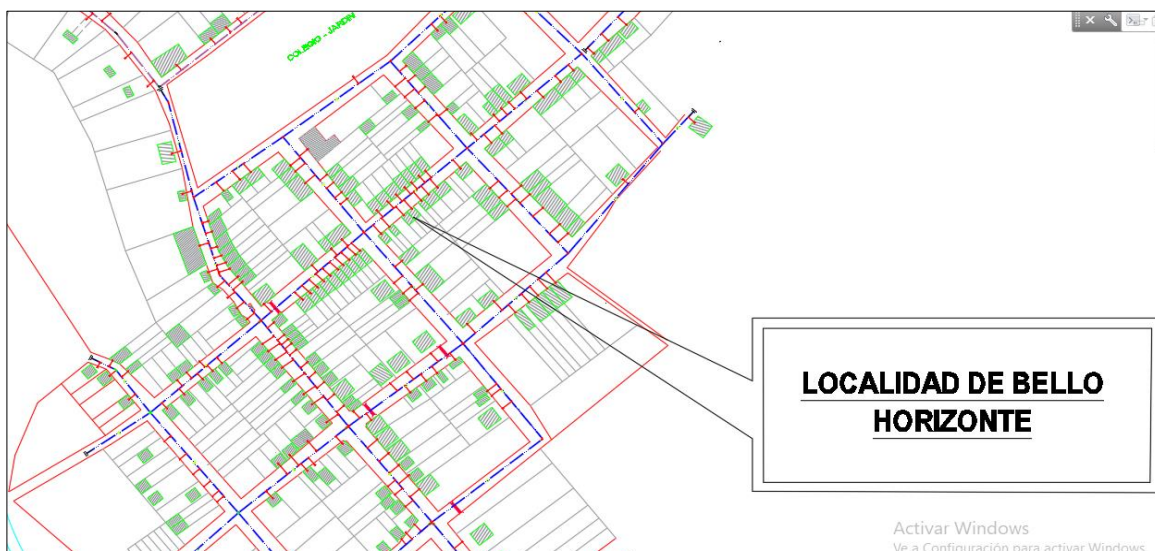 COLEGIO - JARDIN
LOCALIDAD DE BELLO
HORIZONTE
Activar Windows
Ve a Configuración para activar Windows